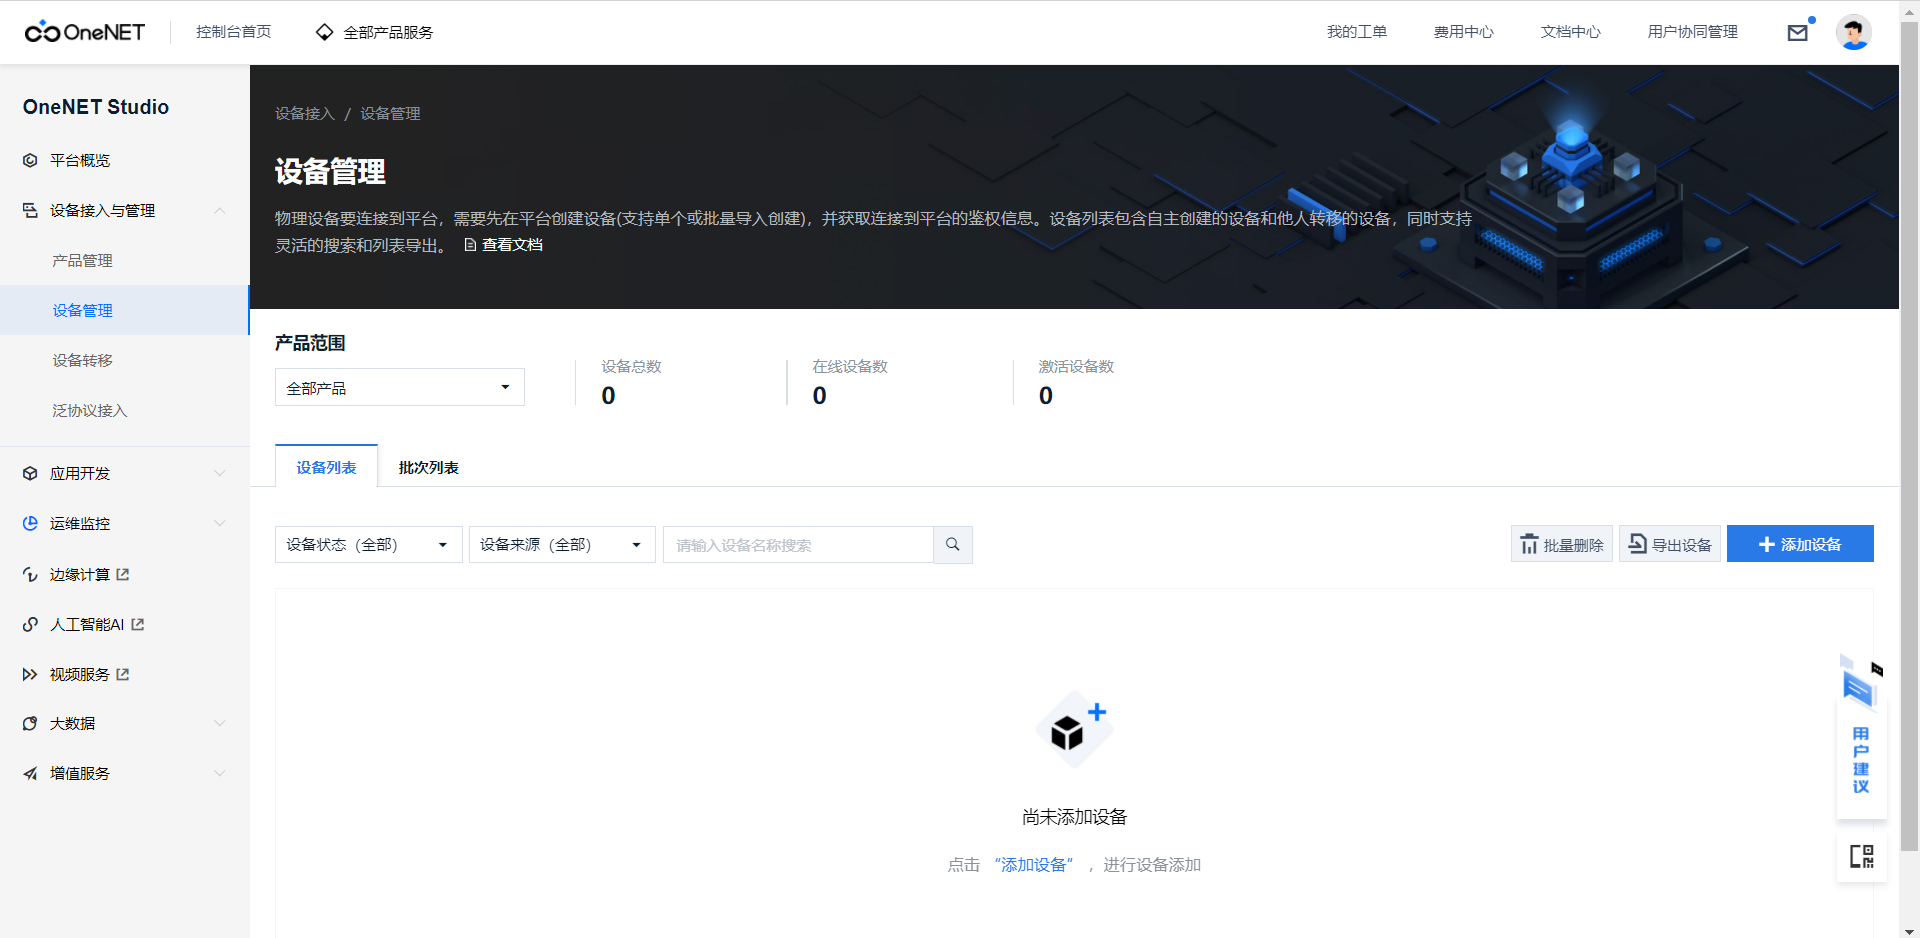 OneNET
控制台首页
全部产品服务
我的工单
费用中心
文档中心
用户协同管理
OneNET Studio
平台概览
设备接入与管理
产品管理
设备管理
设备转移
泛协议接入
应用开发
运维监控
边缘计算
人工智能AI
视频服务
大数据
增值服务
设备接入 / 设备管理
设备管理
物理设备要连接到平台，需要先在平台创建设备(支持单个或批量导入创建)，并获取连接到平台的鉴权信息。设备列表包含自主创建的设备和他人转移的设备，同时支持
灵活的搜索和列表导出。 查看文档
产品范围
全部产品
设备总数
0
在线设备数
0
激活设备数
0
设备列表
批次列表
设备状态（全部）
设备来源（全部）
请输入设备名称搜索
批量删除
导出设备
添加设备
尚未添加设备
点击 “添加设备” ，进行设备添加
用户建议